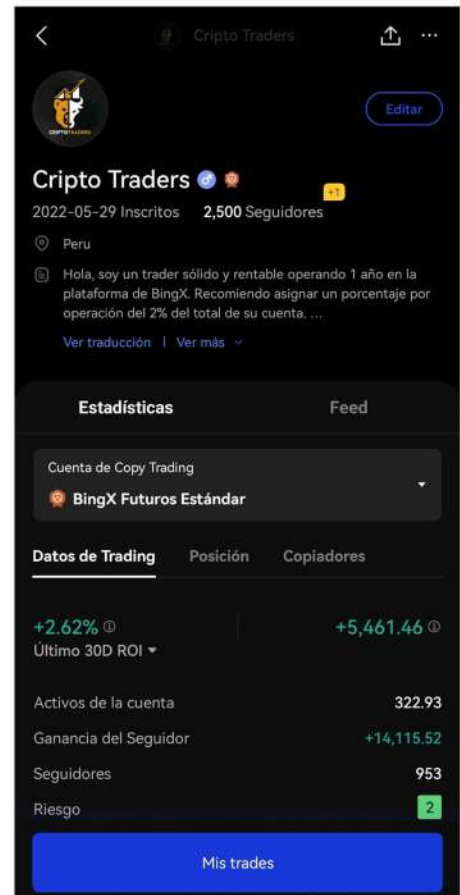 Cripto Traders
CRIPTOTRADERS
Editar
Cripto Traders
+1
2022-05-29 Inscritos 2,500 Seguidores
Peru
Hola, soy un trader sólido y rentable operando 1 año en la
plataforma de BingX. Recomiendo asignar un porcentaje por
operación del 2% del total de su cuenta. ...
Ver traducción | Ver más
Estadísticas Feed
Cuenta de Copy Trading
BingX Futuros Estándar
Datos de Trading Posición Copiadores
+2.62% +5,461.46
Último 30D ROI
Activos de la cuenta 322.93
Ganancia del Seguidor +14,115.52
Seguidores 953
Riesgo 2
Mis trades